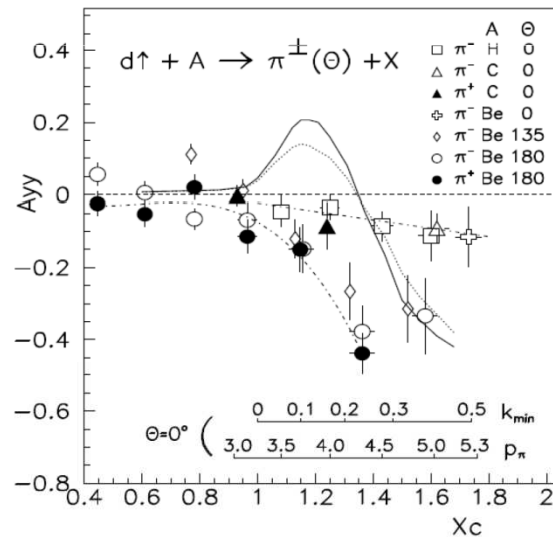 A Θ
d↑ + A → π±(Θ) + X
π⁻ H 0
π⁻ C 0
π⁺ C 0
π⁻ Be 0
π⁻ Be 135
π⁻ Be 180
π⁺ Be 180
Ayy
0.4
0.2
0
−0.2
−0.4
−0.6
−0.8
0 0.1 0.2 0.3 0.5 k_min
Θ=0° (
3.0 3.5 4.0 4.5 5.0 5.3 p_π
0.4 0.6 0.8 1 1.2 1.4 1.6 1.8 2
Xc